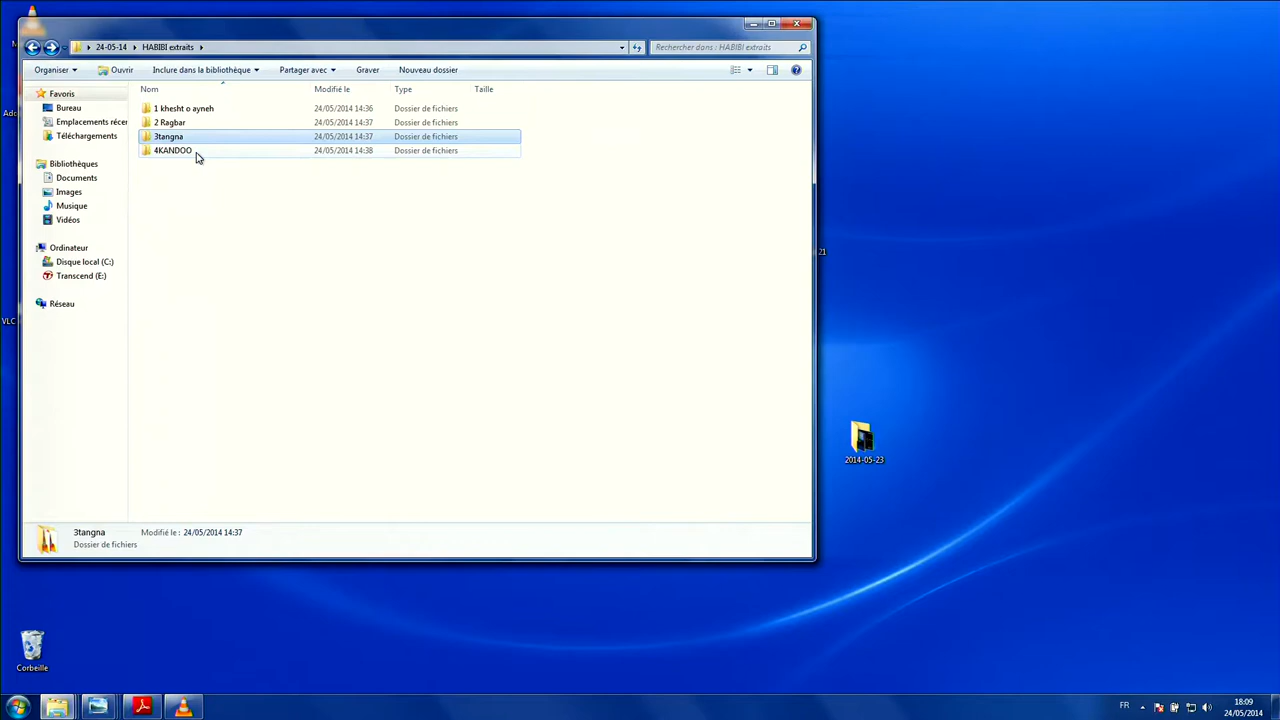 24-05-14 HABIBI extraits
Rechercher dans : HABIBI extraits
Organiser Ouvrir Inclure dans la bibliothèque Partager avec Graver Nouveau dossier
Nom Modifié le Type Taille
Favoris
Bureau
Emplacements récer
Téléchargements
Bibliothèques
Documents
Images
Musique
Vidéos
Ordinateur
Disque local (C:)
Transcend (E:)
Réseau
1 khesht o ayneh 24/05/2014 14:36 Dossier de fichiers
2 Ragbar 24/05/2014 14:37 Dossier de fichiers
3tangna 24/05/2014 14:37 Dossier de fichiers
4KANDOO 24/05/2014 14:38 Dossier de fichiers
3tangna Modifié le : 24/05/2014 14:37
Dossier de fichiers
VLC
21
2014-05-23
Corbeille
FR
18:09
24/05/2014